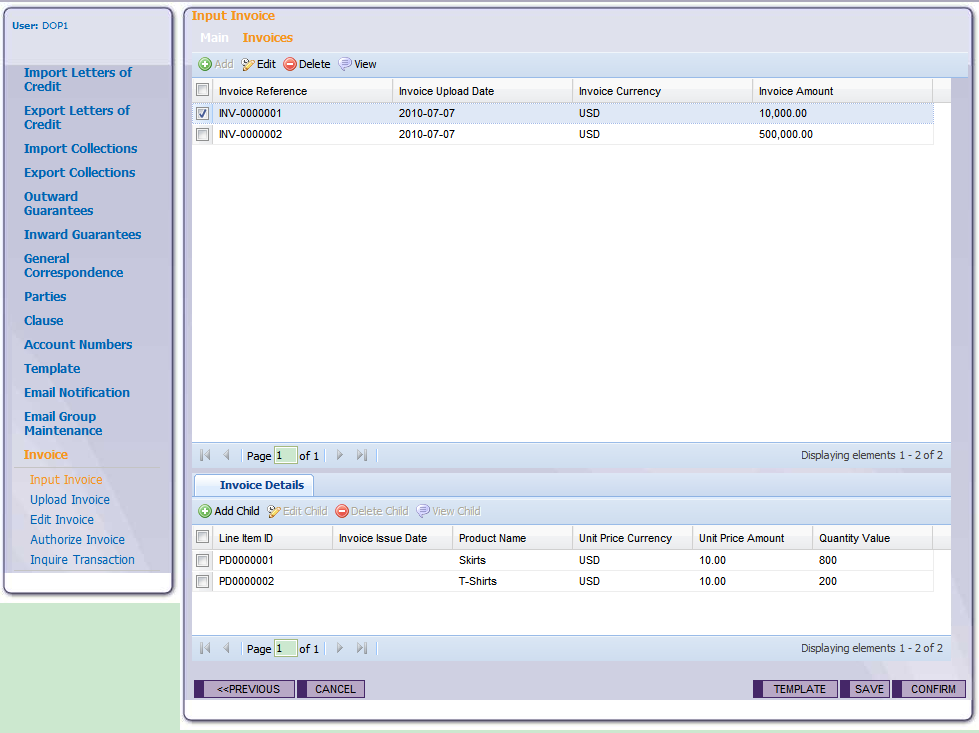 User: DOP1
Import Letters of
Credit
Export Letters of
Credit
Import Collections
Export Collections
Outward
Guarantees
Inward Guarantees
General
Correspondence
Parties
Clause
Account Numbers
Template
Email Notification
Email Group
Maintenance
Invoice
Input Invoice
Upload Invoice
Edit Invoice
Authorize Invoice
Inquire Transaction
Input Invoice
Main Invoices
Add Edit Delete View
Invoice Reference Invoice Upload Date Invoice Currency Invoice Amount
INV-0000001 2010-07-07 USD 10,000.00
INV-0000002 2010-07-07 USD 500,000.00
Page 1 of 1 Displaying elements 1 - 2 of 2
Invoice Details
Add Child Edit Child Delete Child View Child
Line Item ID Invoice Issue Date Product Name Unit Price Currency Unit Price Amount Quantity Value
PD0000001 Skirts USD 10.00 800
PD0000002 T-Shirts USD 10.00 200
Page 1 of 1 Displaying elements 1 - 2 of 2
<<PREVIOUS CANCEL TEMPLATE SAVE CONFIRM